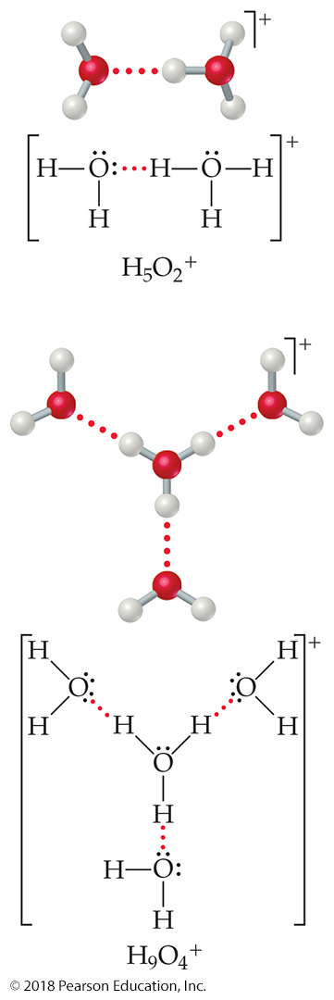 +
H—Ö:···H—Ö—H +
H H
H₅O₂⁺
+
H H +
:Ö Ö:
H H H H
Ö
H
H—Ö:
H
H₉O₄⁺
© 2018 Pearson Education, Inc.